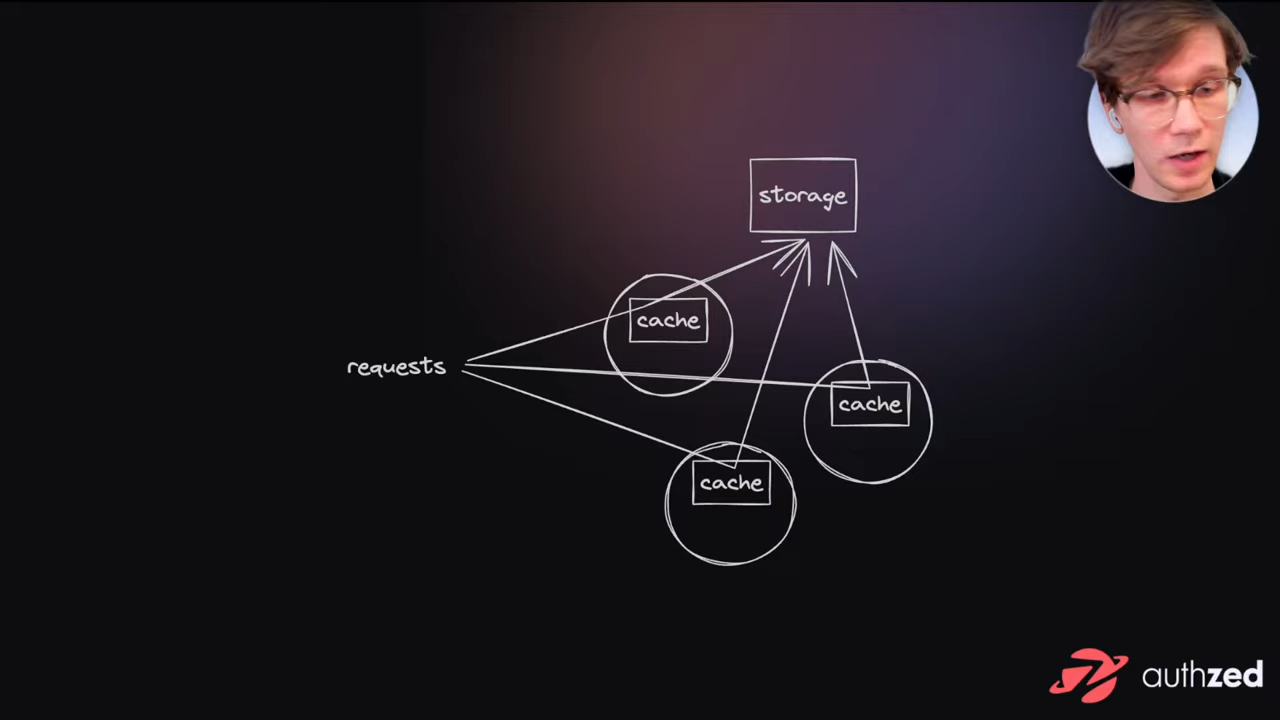 storage
cache
requests
cache
cache
authzed